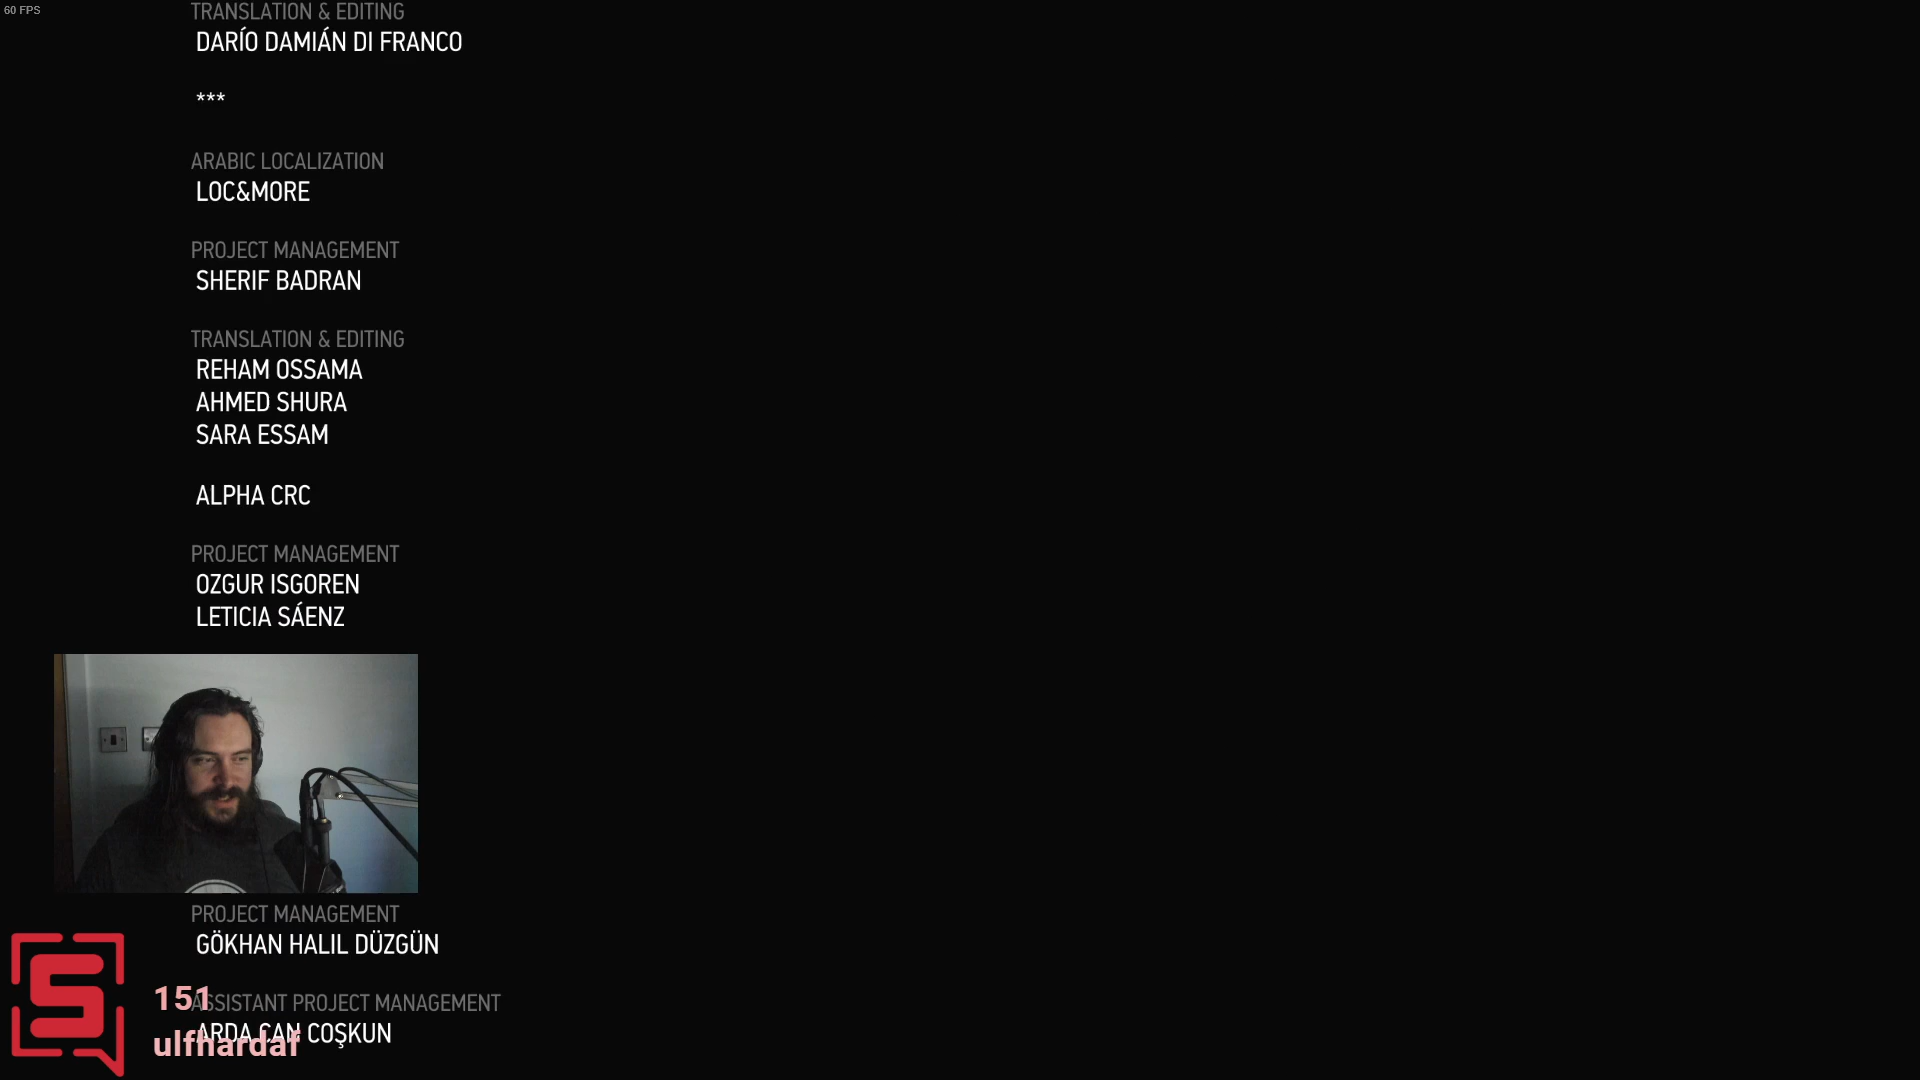 60 FPS
TRANSLATION & EDITING
DARÍO DAMIÁN DI FRANCO
***
ARABIC LOCALIZATION
LOC&MORE
PROJECT MANAGEMENT
SHERIF BADRAN
TRANSLATION & EDITING
REHAM OSSAMA
AHMED SHURA
SARA ESSAM
ALPHA CRC
PROJECT MANAGEMENT
OZGUR ISGOREN
LETICIA SÁENZ
PROJECT MANAGEMENT
GÖKHAN HALIL DÜZGÜN
ASSISTANT PROJECT MANAGEMENT
ARDA CAN COŞKUN
S
151
ulfhardaf